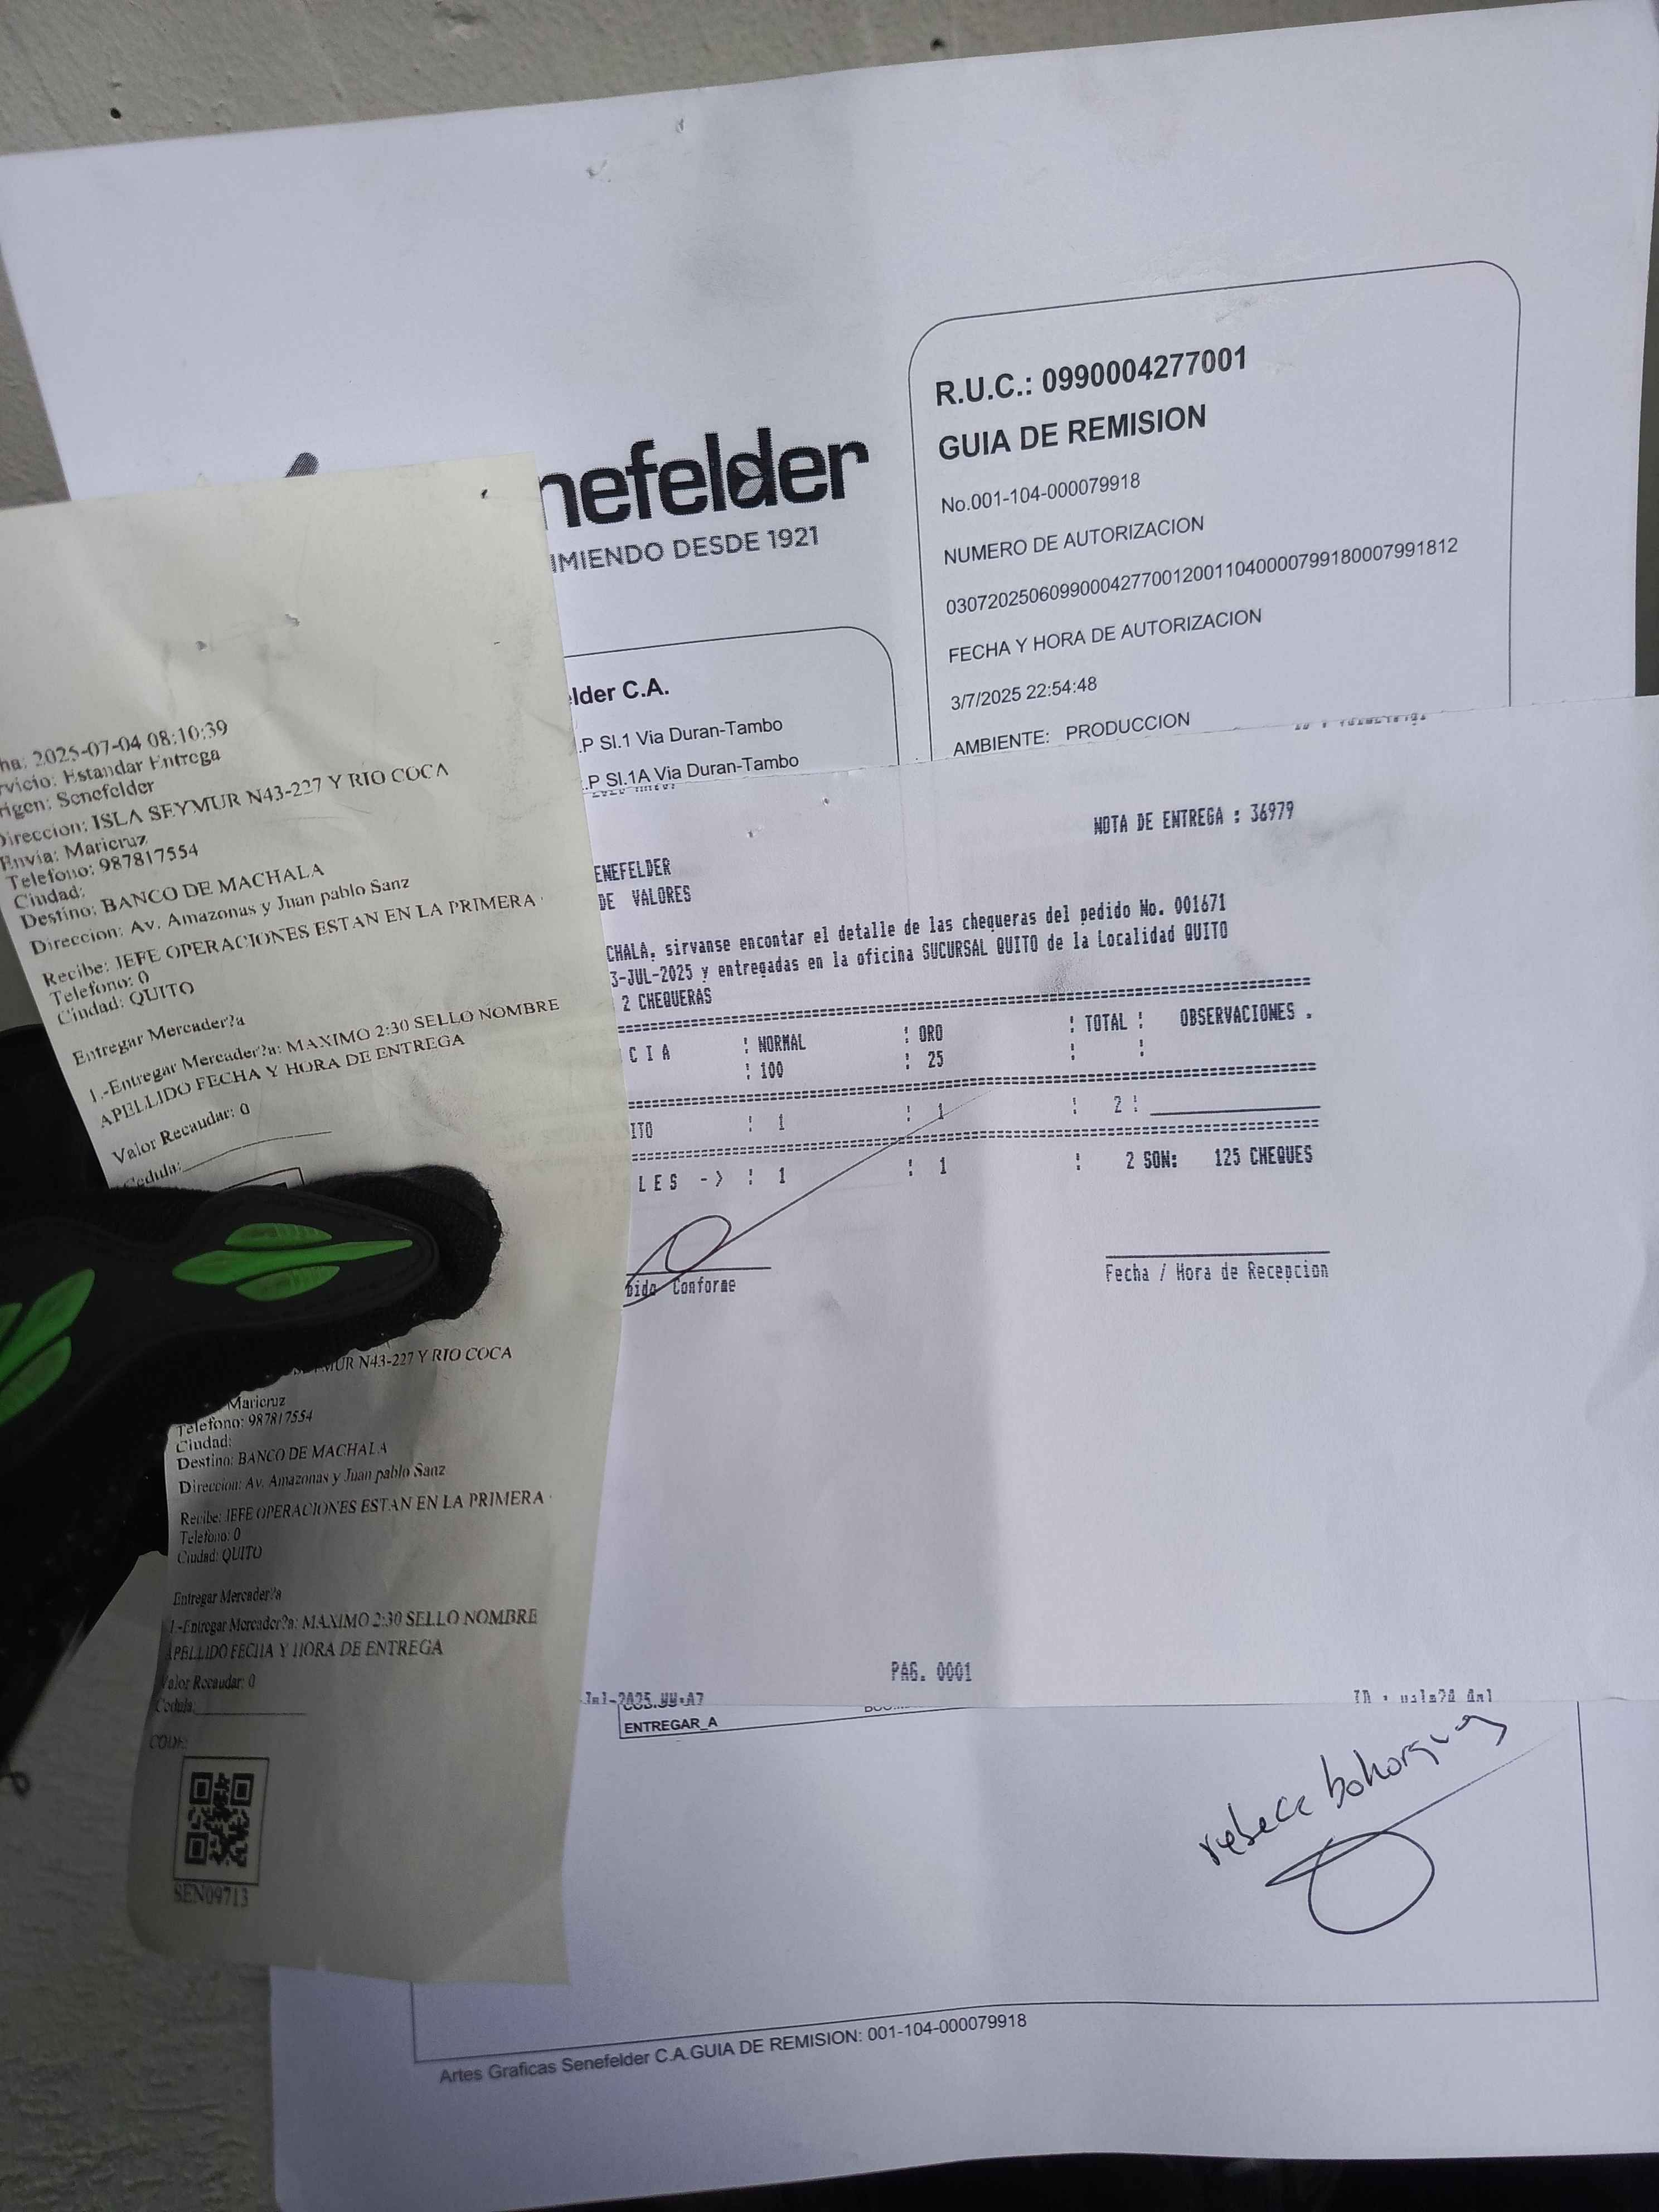 nefelder
IMIENDO DESDE 1921
R.U.C.: 0990004277001
GUIA DE REMISION
No.001-104-000079918
NUMERO DE AUTORIZACION
0307202506099000427700120011040000799180007991812
FECHA Y HORA DE AUTORIZACION
3/7/2025 22:54:48
AMBIENTE: PRODUCCION
lder C.A.
.P Sl.1 Via Duran-Tambo
.P Sl.1A Via Duran-Tambo
ha: 2025-07-04 08:10:39
rvicio: Estandar Entrega
rigen: Senefelder
Direccion: ISLA SEYMUR N43-227 Y RIO COCA
Envia: Maricruz
Telefono: 987817554
Ciudad:
Destino: BANCO DE MACHALA
Direccion: Av. Amazonas y Juan pablo Sanz
Recibe: JEFE OPERACIONES ESTAN EN LA PRIMERA
Telefono: 0
Ciudad: QUITO
Entregar Mercader?a
1.-Entregar Mercader?a: MAXIMO 2:30 SELLO NOMBRE
APELLIDO FECHA Y HORA DE ENTREGA
Valor Recaudar: 0
Cedula:
MUR N43-227 Y RIO COCA
Maricruz
Telefono: 987817554
Ciudad:
Destino: BANCO DE MACHALA
Direccion: Av. Amazonas y Juan pablo Sanz
Recibe: JEFE OPERACIONES ESTAN EN LA PRIMERA
Telefono: 0
Ciudad: QUITO
Entregar Mercader?a
1.-Entregar Mercader?a: MAXIMO 2:30 SELLO NOMBRE
APELLIDO FECHA Y HORA DE ENTREGA
Valor Recaudar: 0
Cedula:
CODE:
SEN09713
NOTA DE ENTREGA : 36979
ENEFELDER
DE VALORES
CHALA, sirvanse encontar el detalle de las chequeras del pedido No. 001671
3-JUL-2025 y entregadas en la oficina SUCURSAL QUITO de la Localidad QUITO
2 CHEQUERAS
C I A : NORMAL : ORO : TOTAL : OBSERVACIONES .
: 100 : 25 : :
ITO : 1 : 1 : 2 :
L E S -> : 1 : 1 : 2 SON: 125 CHEQUES
bido Conforme
Fecha / Hora de Recepcion
PAG. 0001
ENTREGAR_A
rebeca
Artes Graficas Senefelder C.A.GUIA DE REMISION: 001-104-000079918